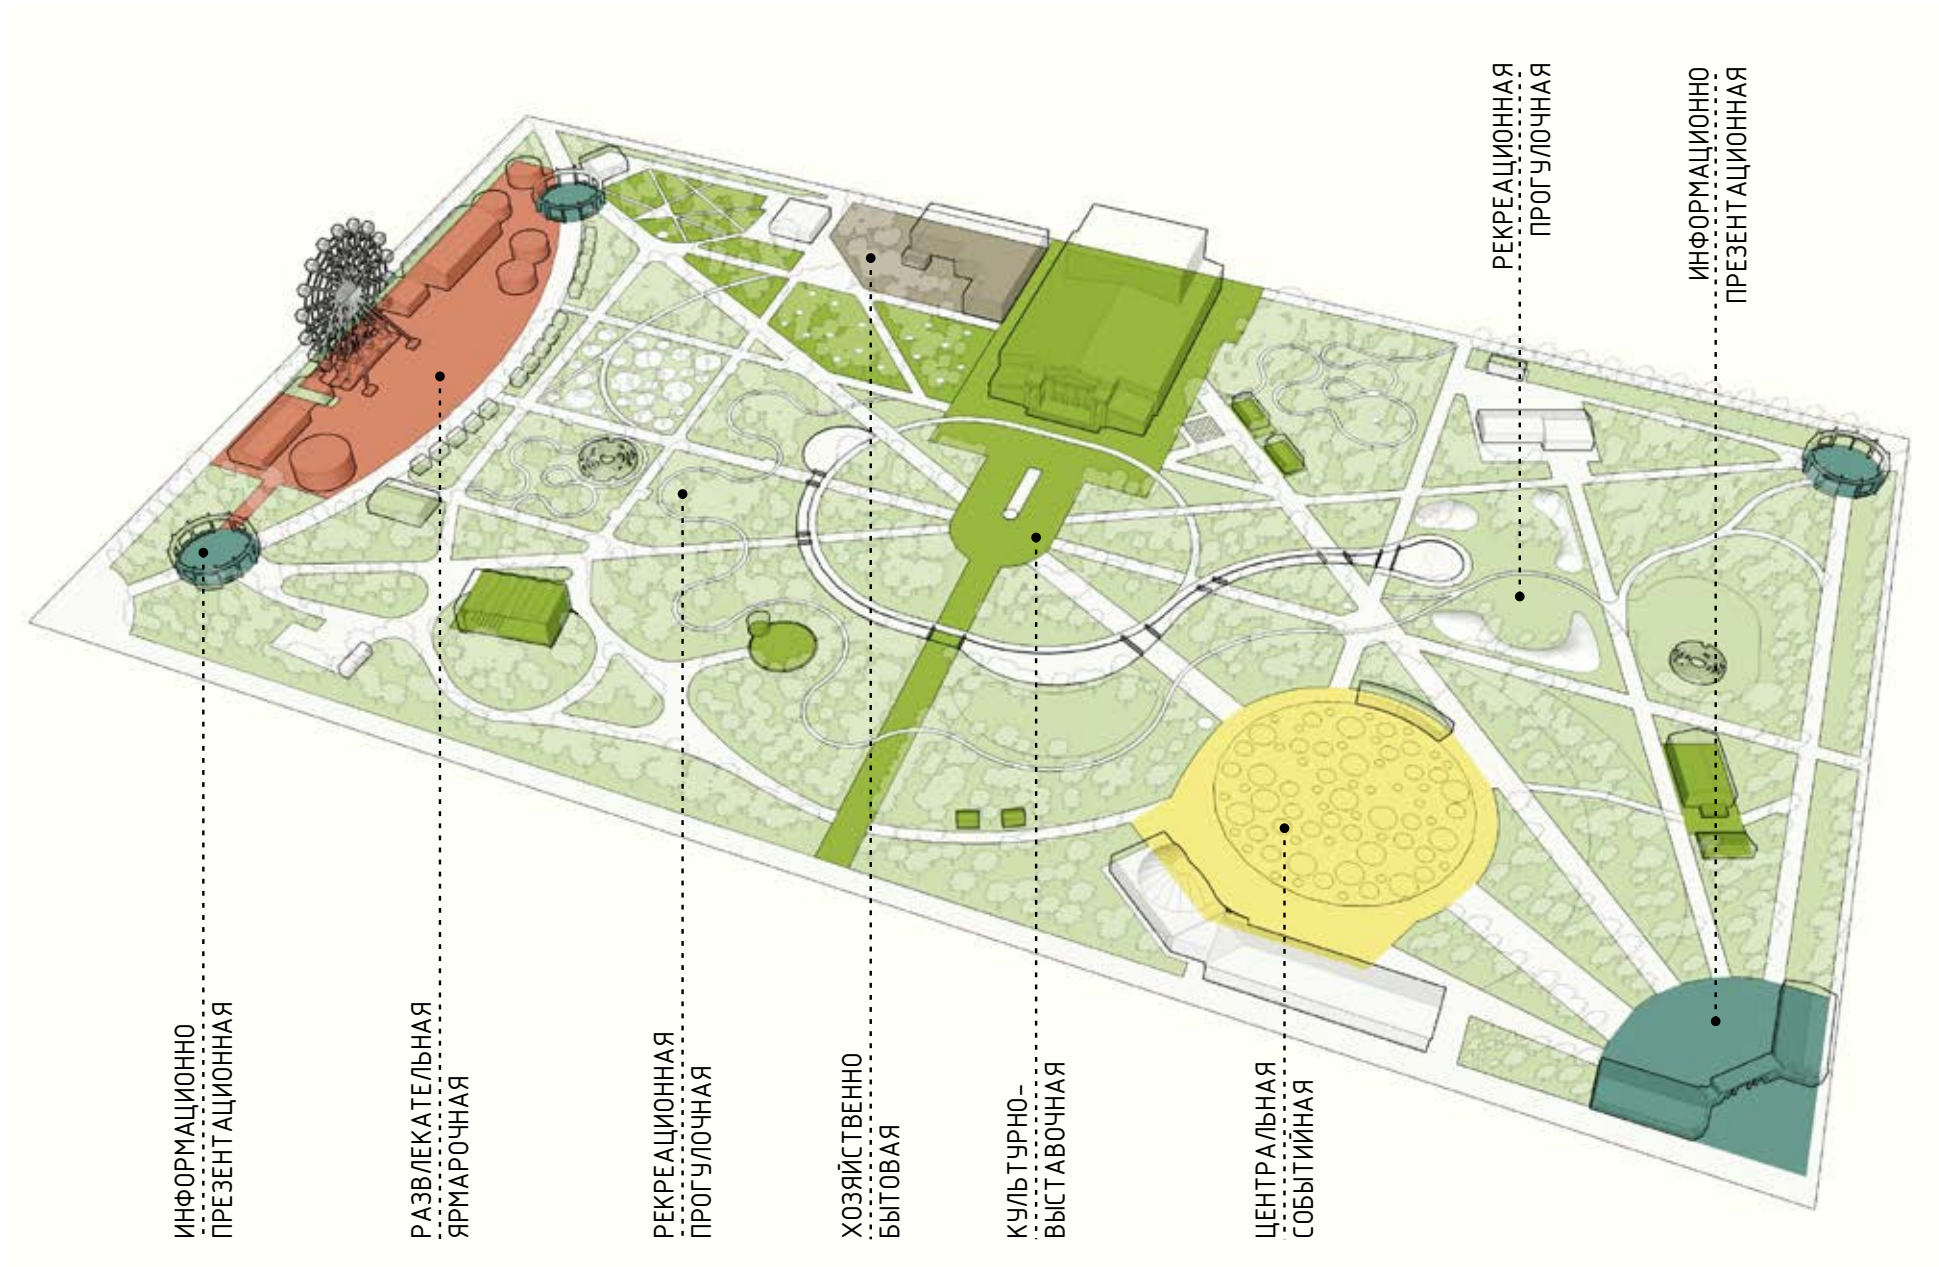 РЕКРЕАЦИОННАЯ
ПРОГУЛОЧНАЯ
ИНФОРМАЦИОННО
ПРЕЗЕНТАЦИОННАЯ
ИНФОРМАЦИОННО
ПРЕЗЕНТАЦИОННАЯ
РАЗВЛЕКАТЕЛЬНАЯ
ЯРМАРОЧНАЯ
РЕКРЕАЦИОННАЯ
ПРОГУЛОЧНАЯ
ХОЗЯЙСТВЕННО
БЫТОВАЯ
КУЛЬТУРНО-
ВЫСТАВОЧНАЯ
ЦЕНТРАЛЬНАЯ
СОБЫТИЙНАЯ